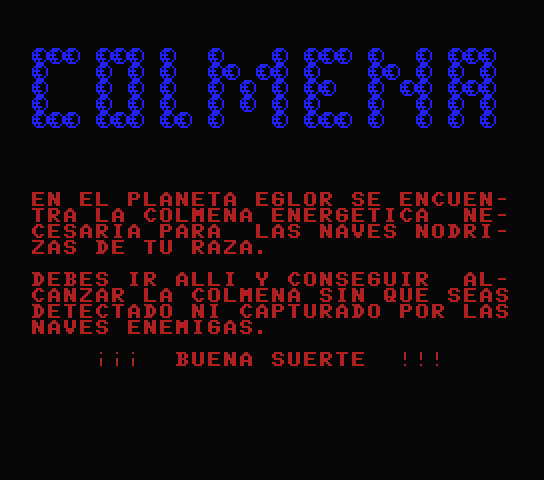 COLMENA
EN EL PLANETA EGLOR SE ENCUEN-
TRA LA COLMENA ENERGETICA  NE-
CESARIA PARA  LAS NAVES NODRI-
ZAS DE TU RAZA.
DEBES IR ALLI Y CONSEGUIR  AL-
CANZAR LA COLMENA SIN QUE SEAS
DETECTADO NI CAPTURADO POR LAS
NAVES ENEMIGAS.
¡¡¡  BUENA SUERTE  !!!